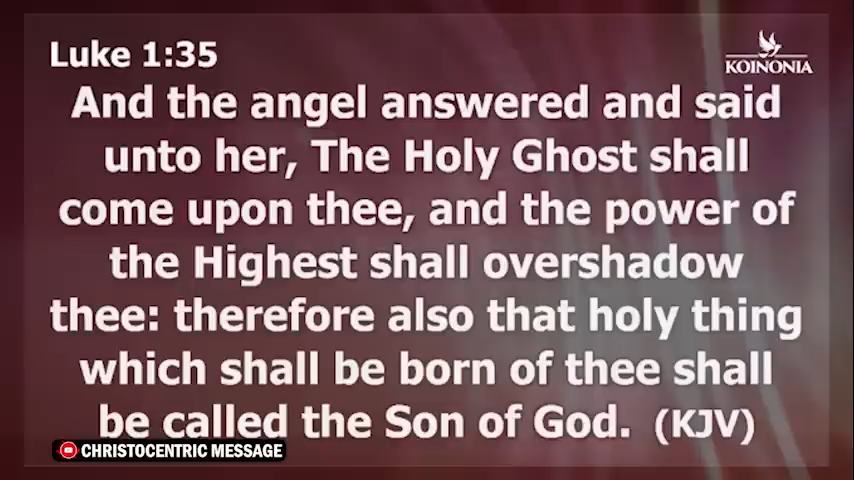 Luke 1:35
KOINONIA
And the angel answered and said
unto her, The Holy Ghost shall
come upon thee, and the power of
the Highest shall overshadow
thee: therefore also that holy thing
which shall be born of thee shall
be called the Son of God. (KJV)
CHRISTOCENTRIC MESSAGE